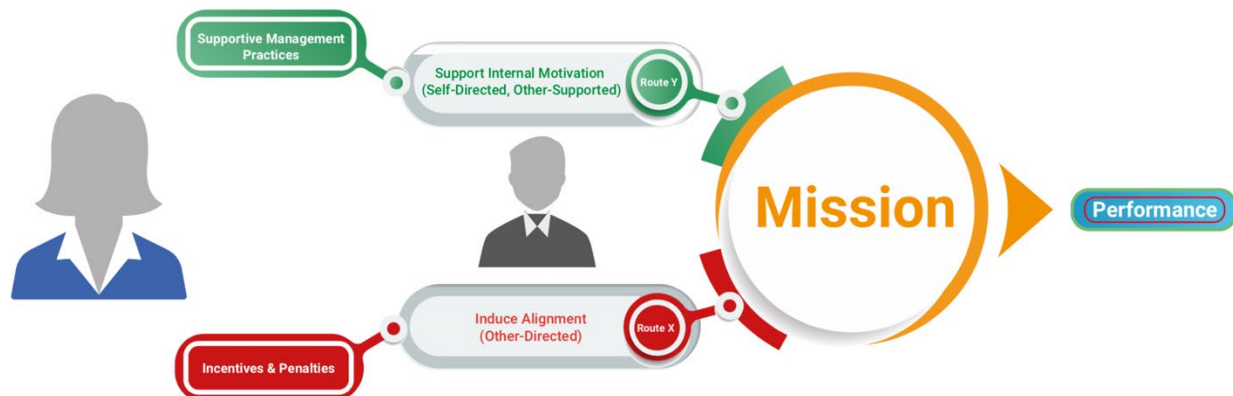 Supportive Management
Practices
Support Internal Motivation
(Self-Directed, Other-Supported)
Route Y
Mission
Performance
Induce Alignment
(Other-Directed)
Route X
Incentives & Penalties